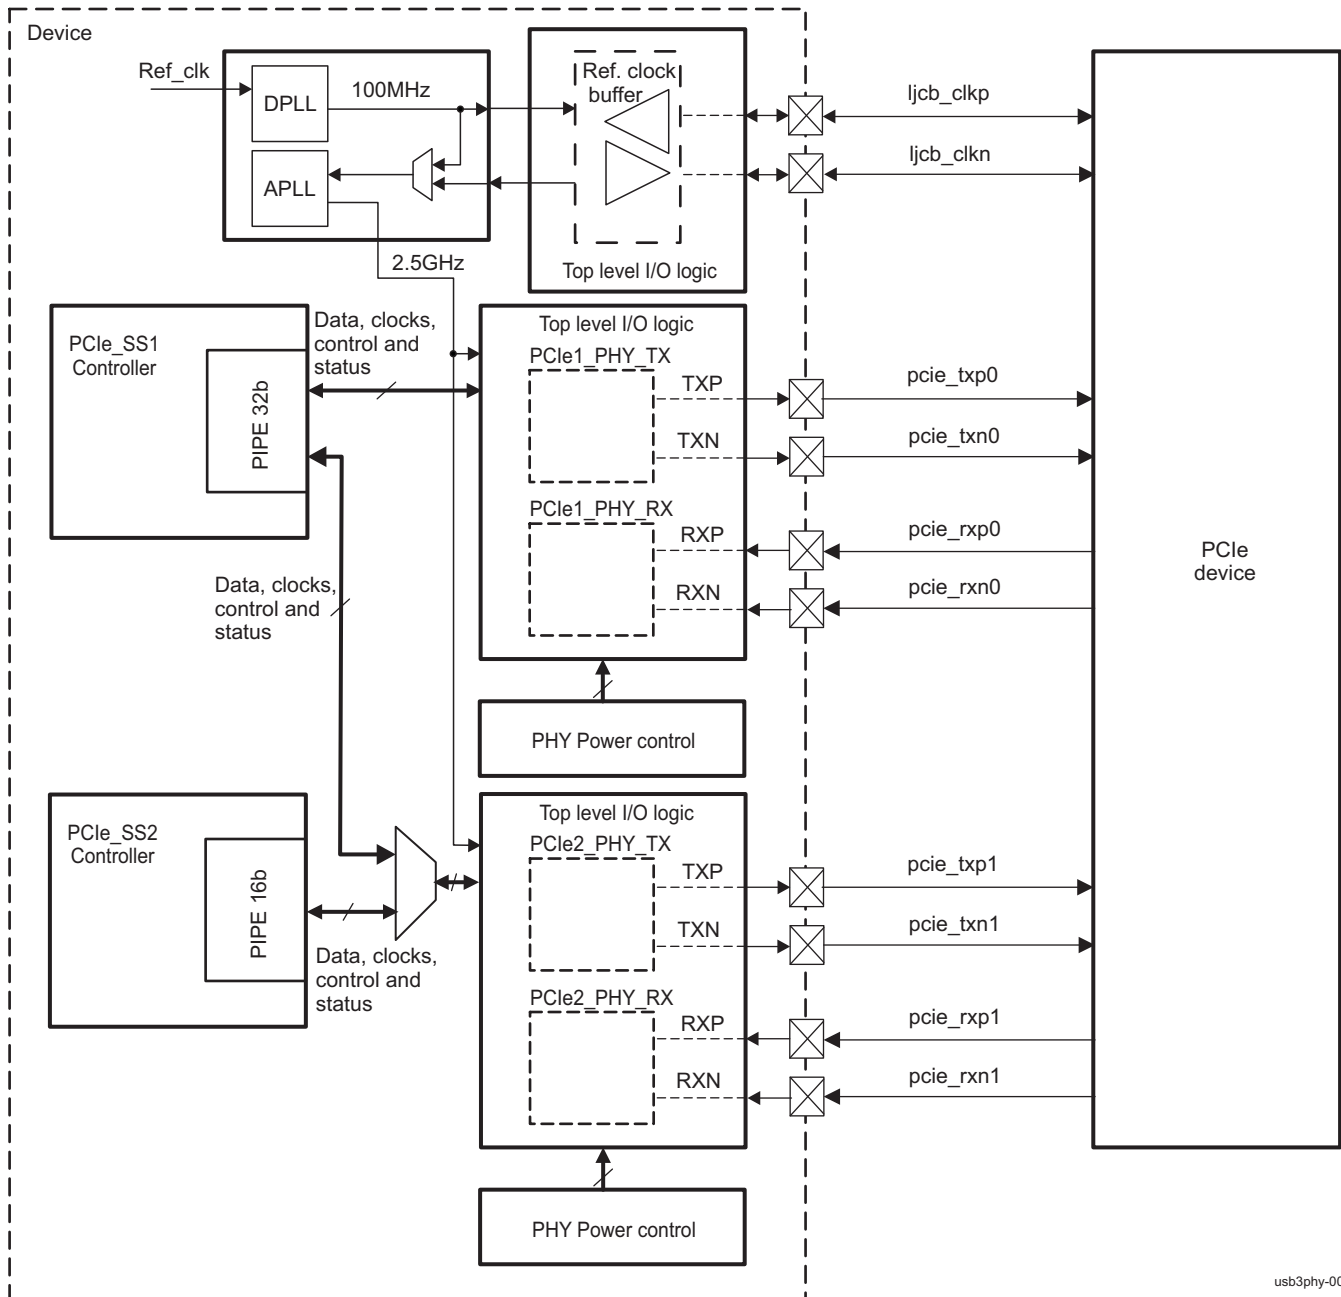 Device
Ref_clk
DPLL
100MHz
APLL
2.5GHz
Ref. clock
buffer
Top level I/O logic
ljcb_clkp
ljcb_clkn
PCIe_SS1
Controller
PIPE 32b
Data, clocks,
control and
status
Top level I/O logic
PCIe1_PHY_TX
TXP
TXN
PCIe1_PHY_RX
RXP
RXN
pcie_txp0
pcie_txn0
pcie_rxp0
pcie_rxn0
PCIe
device
Data, clocks,
control and
status
PHY Power control
PCIe_SS2
Controller
PIPE 16b
Data, clocks,
control and
status
Top level I/O logic
PCIe2_PHY_TX
TXP
TXN
PCIe2_PHY_RX
RXP
RXN
pcie_txp1
pcie_txn1
pcie_rxp1
pcie_rxn1
PHY Power control
usb3phy-00